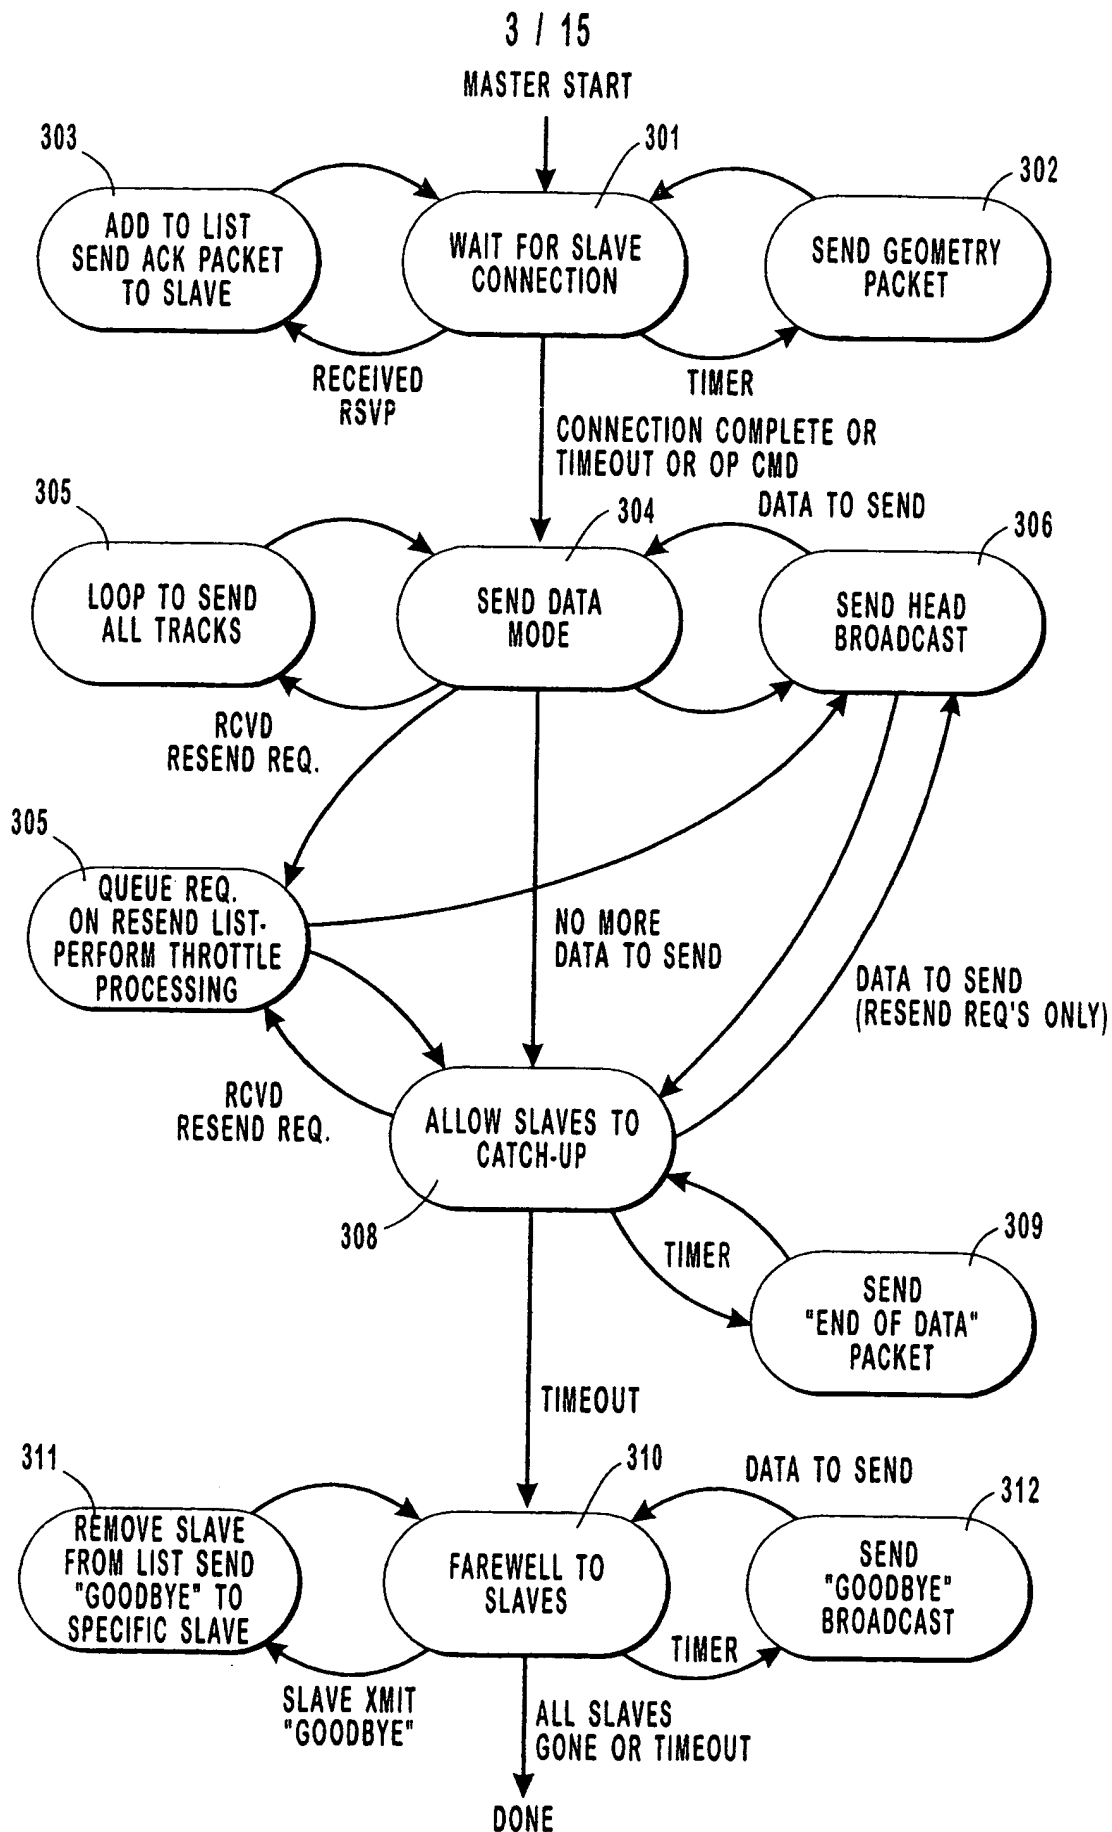 3 / 15
MASTER START
303
301
302
ADD TO LIST
SEND ACK PACKET
TO SLAVE
WAIT FOR SLAVE
CONNECTION
SEND GEOMETRY
PACKET
RECEIVED
RSVP
TIMER
CONNECTION COMPLETE OR
TIMEOUT OR OP CMD
305
304
DATA TO SEND
306
LOOP TO SEND
ALL TRACKS
SEND DATA
MODE
SEND HEAD
BROADCAST
RCVD
RESEND REQ.
305
QUEUE REQ.
ON RESEND LIST-
PERFORM THROTTLE
PROCESSING
NO MORE
DATA TO SEND
DATA TO SEND
(RESEND REQ'S ONLY)
RCVD
RESEND REQ.
ALLOW SLAVES TO
CATCH-UP
308
TIMER
309
SEND
"END OF DATA"
PACKET
TIMEOUT
311
310
DATA TO SEND
312
REMOVE SLAVE
FROM LIST SEND
"GOODBYE" TO
SPECIFIC SLAVE
FAREWELL TO
SLAVES
SEND
"GOODBYE"
BROADCAST
TIMER
SLAVE XMIT
"GOODBYE"
ALL SLAVES
GONE OR TIMEOUT
DONE